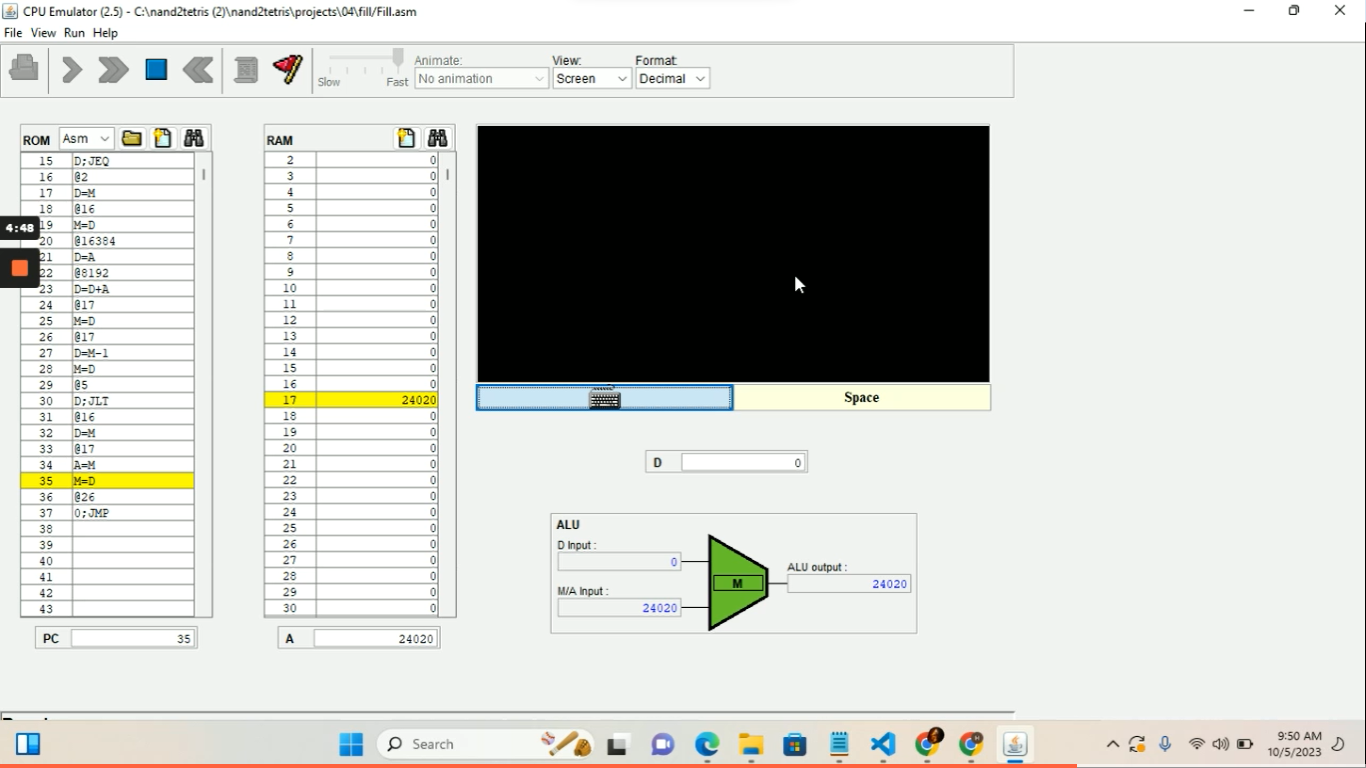 CPU Emulator (2.5) - C:\nand2tetris (2)\nand2tetris\projects\04\fill/Fill.asm
File View Run Help
Slow Fast
Animate: View: Format:
No animation Screen Decimal
ROM Asm
15 D;JEQ
16 @2
17 D=M
18 @16
19 M=D
20 @16384
21 D=A
22 @8192
23 D=D+A
24 @17
25 M=D
26 @17
27 D=M-1
28 M=D
29 @5
30 D;JLT
31 @16
32 D=M
33 @17
34 A=M
35 M=D
36 @26
37 0;JMP
38
39
40
41
42
43
PC 35
4:48
RAM
2 0
3 0
4 0
5 0
6 0
7 0
8 0
9 0
10 0
11 0
12 0
13 0
14 0
15 0
16 0
17 24020
18 0
19 0
20 0
21 0
22 0
23 0
24 0
25 0
26 0
27 0
28 0
29 0
30 0
A 24020
Space
D 0
ALU
D Input :
0
M/A Input :
24020
M
ALU output :
24020
Search
9:50 AM
10/5/2023